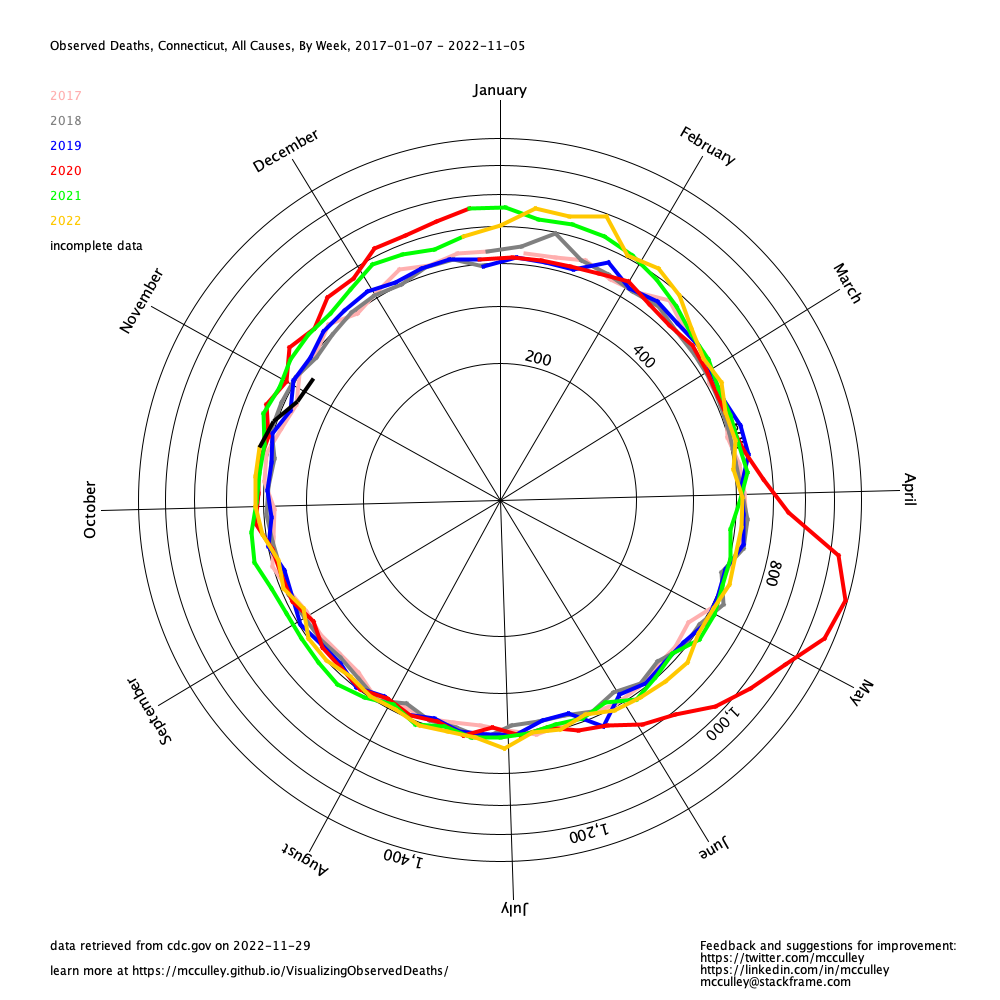 Observed Deaths, Connecticut, All Causes, By Week, 2017-01-07 - 2022-11-05
2017
2018
2019
2020
2021
2022
incomplete data
January
February
March
April
May
June
July
August
September
October
November
December
200
400
800
1,000
1,200
1,400
data retrieved from cdc.gov on 2022-11-29
learn more at https://mcculley.github.io/VisualizingObservedDeaths/
Feedback and suggestions for improvement:
https://twitter.com/mcculley
https://linkedin.com/in/mcculley
mcculley@stackframe.com